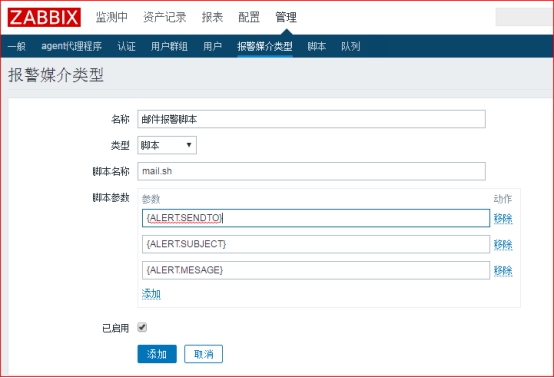 ZABBIX 监测中 资产记录 报表 配置 管理
一般 agent代理程序 认证 用户群组 用户 报警媒介类型 脚本 队列
报警媒介类型
名称 邮件报警脚本
类型 脚本
脚本名称 mail.sh
脚本参数 参数 动作
{ALERT.SENDTO} 移除
{ALERT.SUBJECT} 移除
{ALERT.MESAGE} 移除
添加
已启用
添加 取消